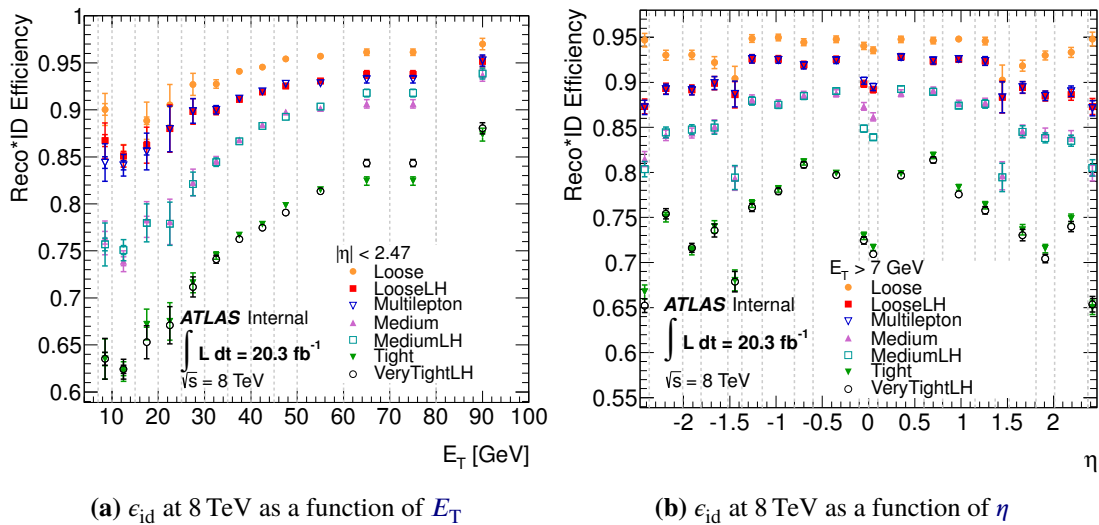 Reco*ID Efficiency
1
0.95
0.9
0.85
0.8
0.75
0.7
0.65
0.6
|η| < 2.47
Loose
LooseLH
Multilepton
Medium
MediumLH
Tight
VeryTightLH
ATLAS Internal
∫ L dt = 20.3 fb⁻¹
√s = 8 TeV
10 20 30 40 50 60 70 80 90 100
E_T [GeV]
(a) ϵ_id at 8 TeV as a function of E_T
Reco*ID Efficiency
0.95
0.9
0.85
0.8
0.75
0.7
0.65
0.6
0.55
E_T > 7 GeV
Loose
LooseLH
Multilepton
Medium
MediumLH
Tight
VeryTightLH
ATLAS Internal
∫ L dt = 20.3 fb⁻¹
√s = 8 TeV
-2 -1.5 -1 -0.5 0 0.5 1 1.5 2
η
(b) ϵ_id at 8 TeV as a function of η